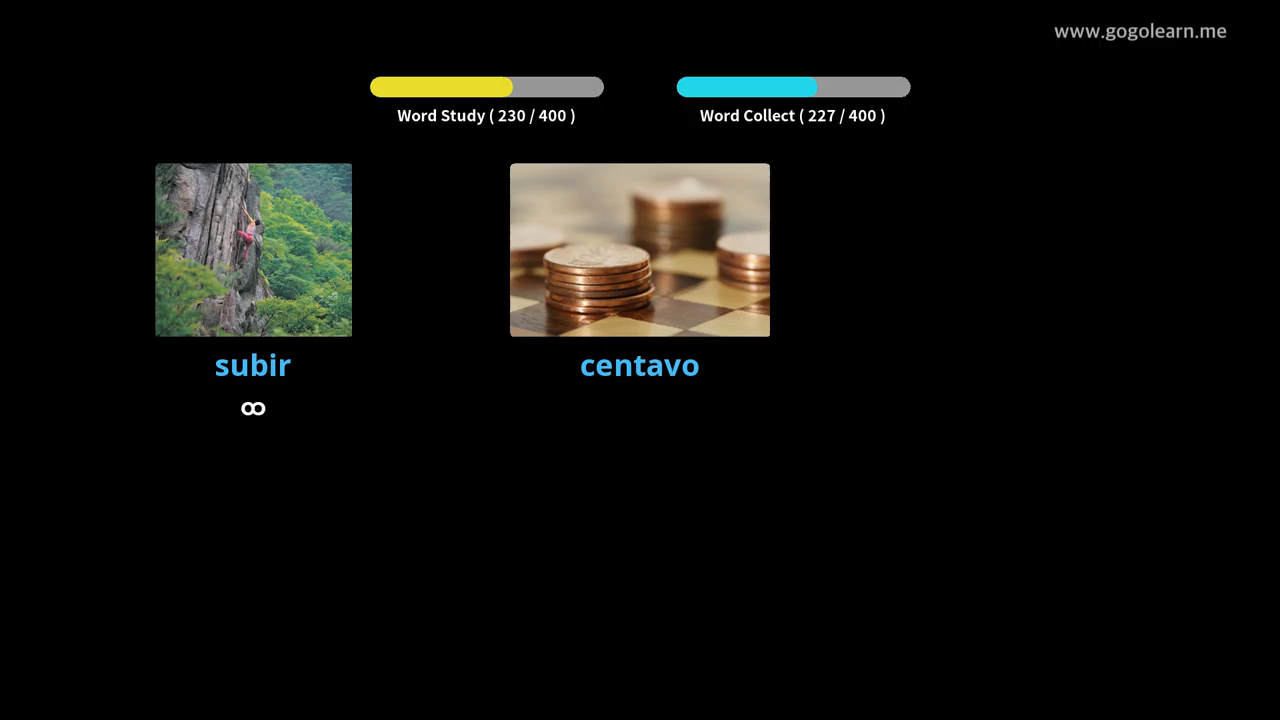 www.gogolearn.me
Word Study ( 230 / 400 )
Word Collect ( 227 / 400 )
subir
centavo
∞